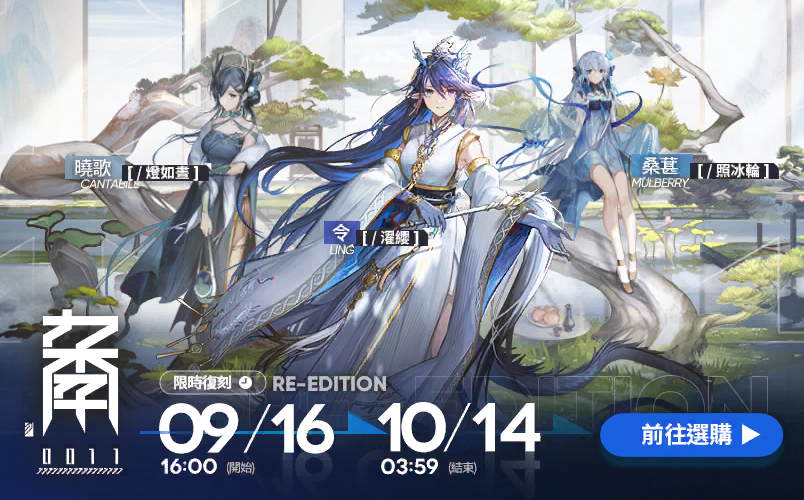 曉歌
[ / 燈如晝 ]
CANTABILE
桑葚
[ / 照冰輪 ]
MULBERRY
令
[ / 濯纓 ]
LING
0011
限時復刻
RE-EDITION
09/16
10/14
16:00 (開始)
03:59 (結束)
前往選購